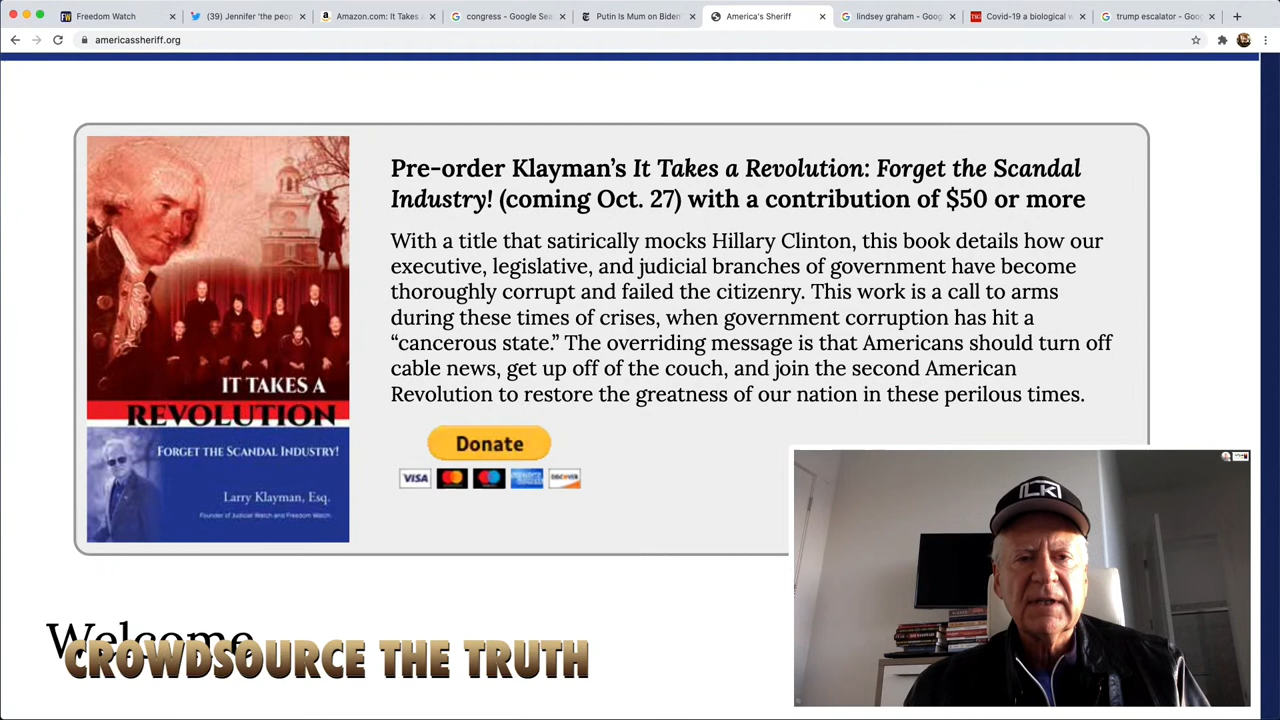 Freedom Watch
(39) Jennifer 'the peop
Amazon.com: It Takes a
congress - Google Sea
Putin Is Mum on Biden'
America's Sheriff
lindsey graham - Goog
Covid-19 a biological w
trump escalator - Goo
americassheriff.org
IT TAKES A
REVOLUTION
FORGET THE SCANDAL INDUSTRY!
Larry Klayman, Esq.
Founder of Judicial Watch and Freedom Watch
Pre-order Klayman's It Takes a Revolution: Forget the Scandal
Industry! (coming Oct. 27) with a contribution of $50 or more
With a title that satirically mocks Hillary Clinton, this book details how our
executive, legislative, and judicial branches of government have become
thoroughly corrupt and failed the citizenry. This work is a call to arms
during these times of crises, when government corruption has hit a
“cancerous state.” The overriding message is that Americans should turn off
cable news, get up off of the couch, and join the second American
Revolution to restore the greatness of our nation in these perilous times.
Donate
VISA
DISCOVER
LK
Welcome
CROWDSOURCE THE TRUTH